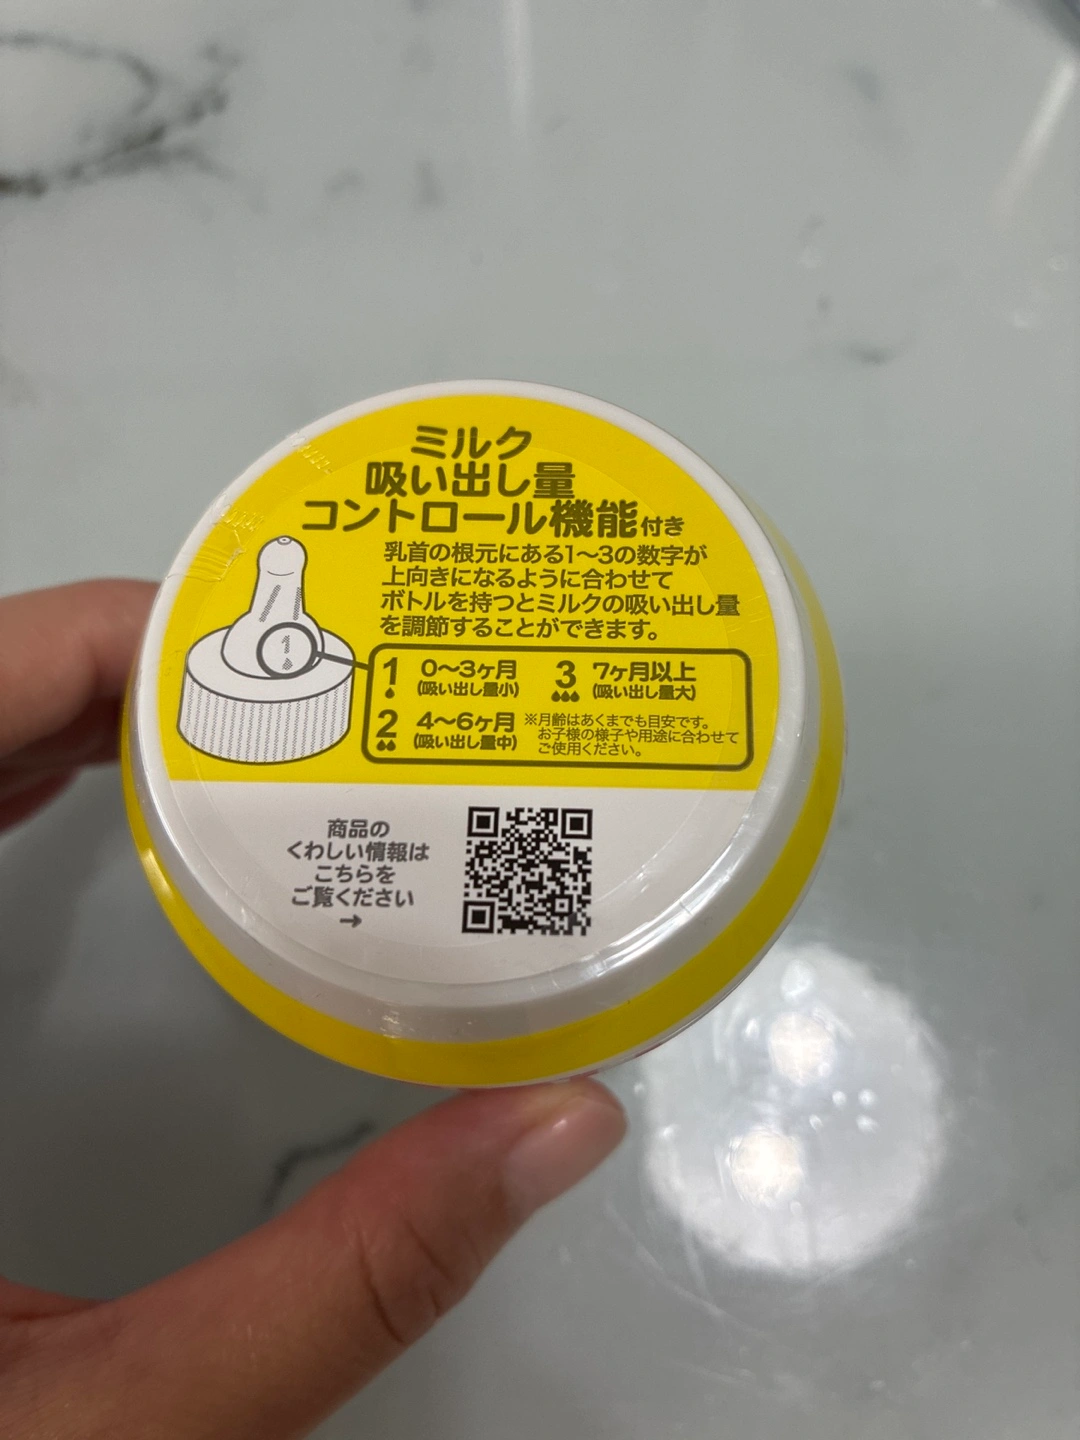 ミルク
吸い出し量
コントロール機能付き
乳首の根元にある1〜3の数字が
上向きになるように合わせて
ボトルを持つとミルクの吸い出し量
を調節することができます。
1
1 0〜3ヶ月
(吸い出し量小)
2 4〜6ヶ月
(吸い出し量中)
3 7ヶ月以上
(吸い出し量大)
※月齢はあくまでも目安です。
お子様の様子や用途に合わせて
ご使用ください。
商品の
くわしい情報は
こちらを
ご覧ください
→